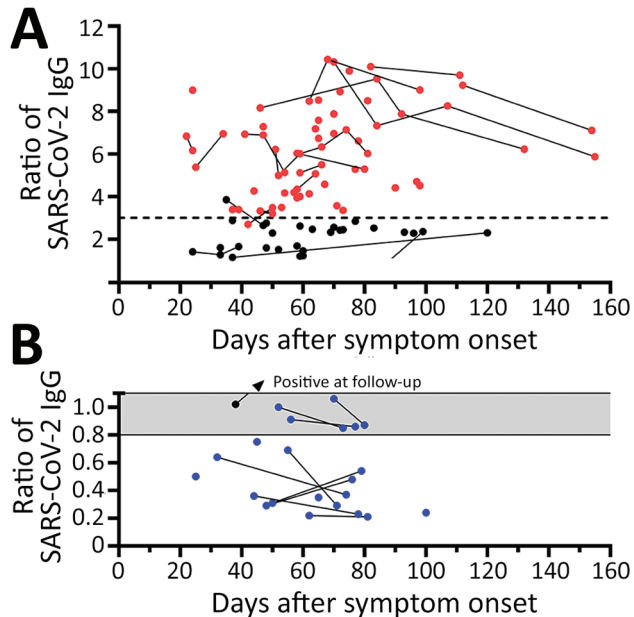 A
Ratio of
SARS-CoV-2 IgG
12
10
8
6
4
2
0 20 40 60 80 100 120 140 160
Days after symptom onset
B
Ratio of
SARS-CoV-2 IgG
Positive at follow-up
1.0
0.8
0.6
0.4
0.2
0
0 20 40 60 80 100 120 140 160
Days after symptom onset